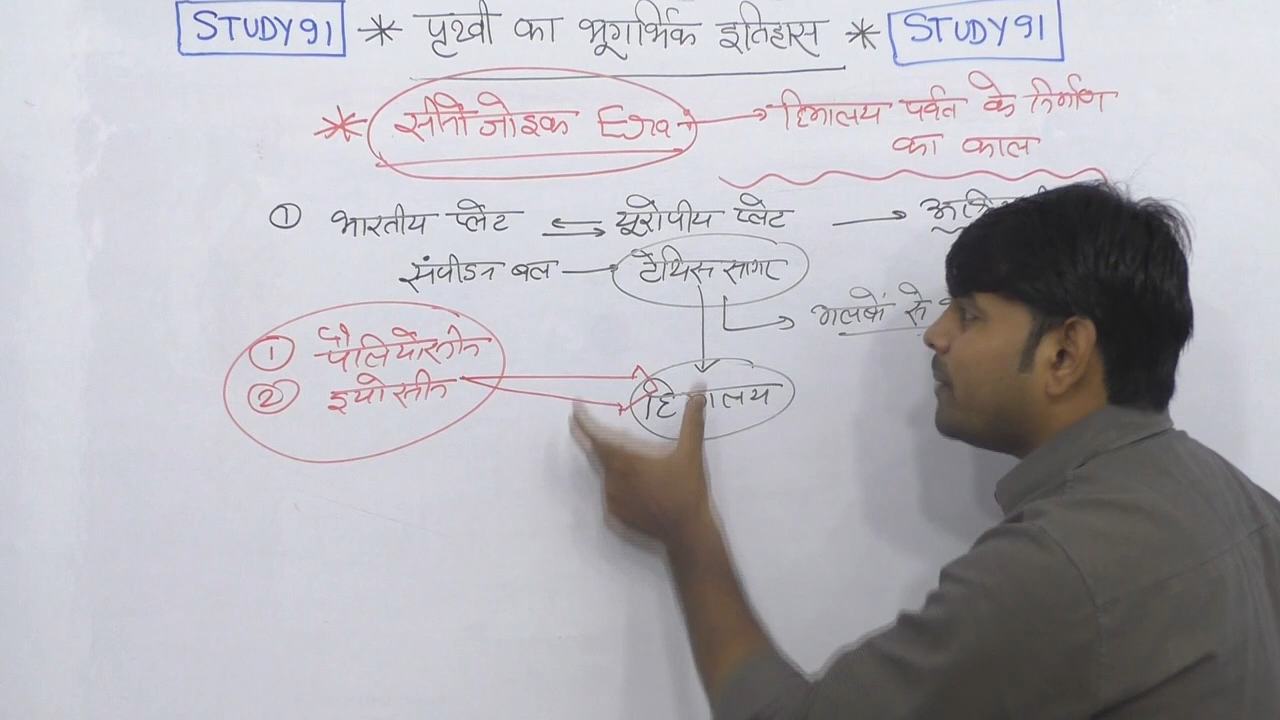 STUDY91 * पृथ्वी का भूगर्भिक इतिहास * STUDY91
* सीनोजोइक Era → हिमालय पर्वत के निर्माण
का काल
① भारतीय प्लेट ⇌ यूरोपीय प्लेट →
संपीडन बल → टेथिस सागर
→ मलबें से
① पैलियोसीन
② इयोसीन
हिमालय